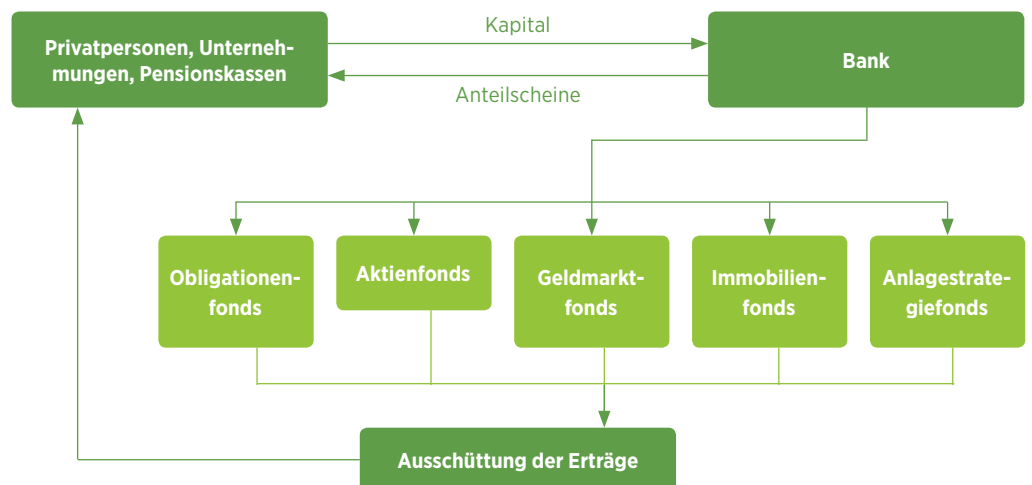 Privatpersonen, Unterneh-
mungen, Pensionskassen
Kapital
Anteilscheine
Bank
Obligationen-
fonds
Aktienfonds
Geldmarkt-
fonds
Immobilien-
fonds
Anlagestrate-
giefonds
Ausschüttung der Erträge